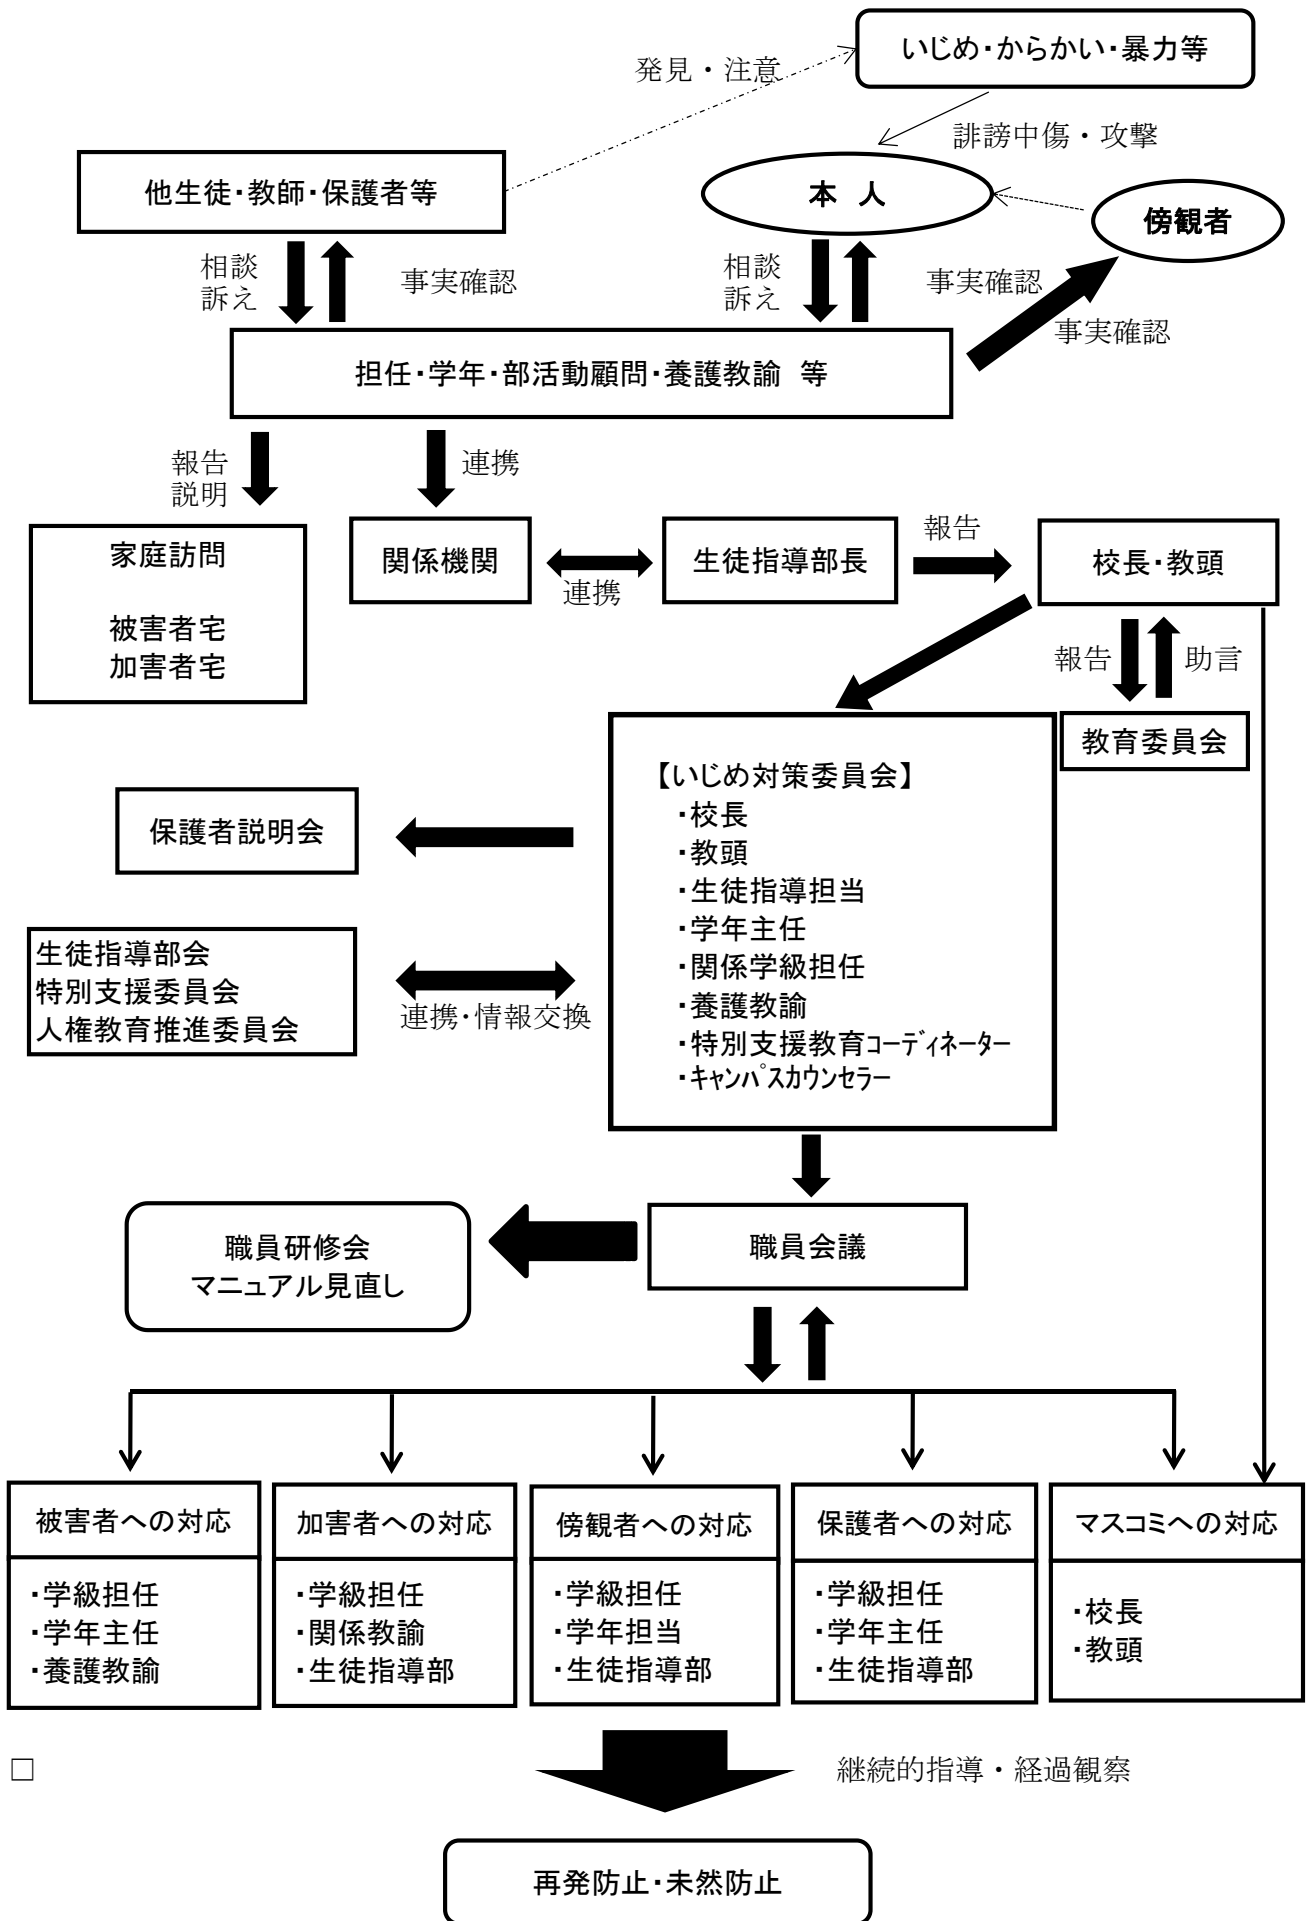 いじめ・からかい・暴力等
発見・注意
誹謗中傷・攻撃
他生徒・教師・保護者等
本 人
傍観者
相談
訴え
事実確認
相談
訴え
事実確認
事実確認
担任・学年・部活動顧問・養護教諭 等
報告
説明
連携
家庭訪問
被害者宅
加害者宅
関係機関
連携
生徒指導部長
報告
校長・教頭
報告
助言
教育委員会
【いじめ対策委員会】
・校長
・教頭
・生徒指導担当
・学年主任
・関係学級担任
・養護教諭
・特別支援教育ｺｰﾃﾞｨﾈｰﾀｰ
・ｷｬﾝﾊﾟｽｶｳﾝｾﾗｰ
保護者説明会
生徒指導部会
特別支援委員会
人権教育推進委員会
連携・情報交換
職員会議
職員研修会
マニュアル見直し
被害者への対応
・学級担任
・学年主任
・養護教諭
加害者への対応
・学級担任
・関係教諭
・生徒指導部
傍観者への対応
・学級担任
・学年担当
・生徒指導部
保護者への対応
・学級担任
・学年主任
・生徒指導部
マスコミへの対応
・校長
・教頭
□
継続的指導・経過観察
再発防止・未然防止